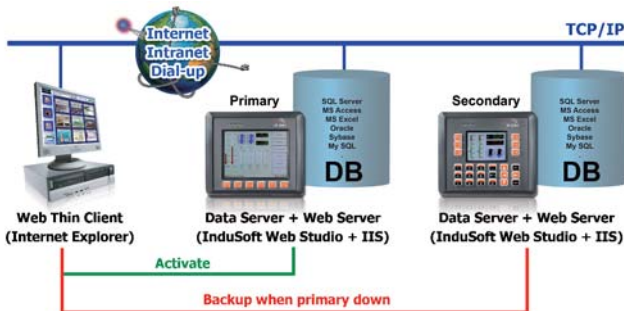 TCP/IP
Internet
Intranet
Dial-up
Primary
SQL Server
MS Access
MS Excel
Oracle
Sybase
My SQL
DB
Secondary
SQL Server
MS Access
MS Excel
Oracle
Sybase
My SQL
DB
Web Thin Client
(Internet Explorer)
Data Server + Web Server
(InduSoft Web Studio + IIS)
Data Server + Web Server
(InduSoft Web Studio + IIS)
Activate
Backup when primary down